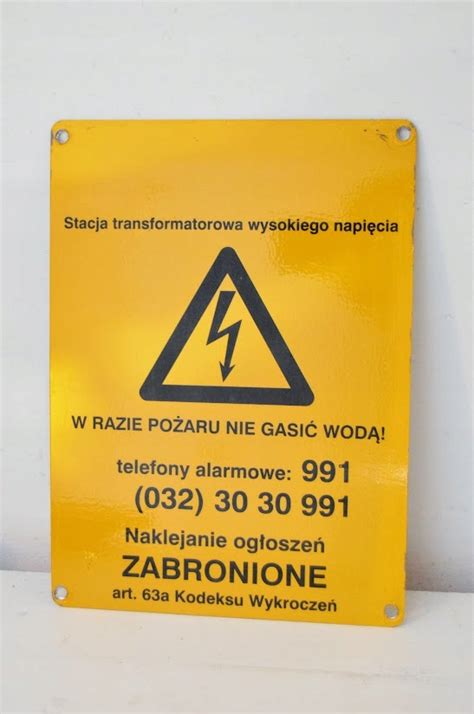 Stacja transformatorowa wysokiego napięcia
W RAZIE POŻARU NIE GASIĆ WODĄ!
telefony alarmowe: 991
(032) 30 30 991
Naklejanie ogłoszeń
ZABRONIONE
art. 63a Kodeksu Wykroczeń